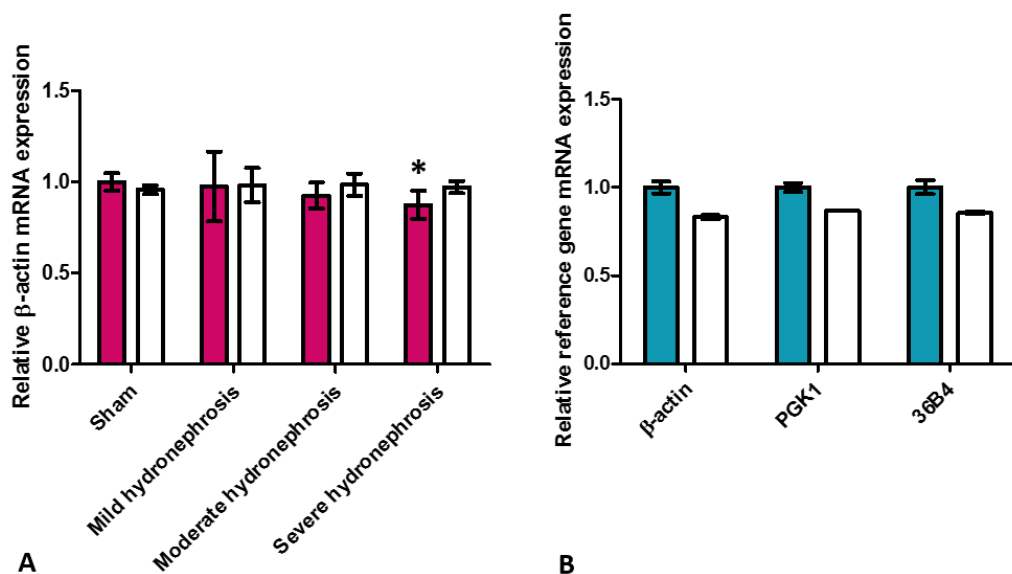 Relative β-actin mRNA expression
1.5
1.0
0.5
0.0
*
Sham
Mild hydronephrosis
Moderate hydronephrosis
Severe hydronephrosis
A
Relative reference gene mRNA expression
1.5
1.0
0.5
0.0
β-actin
PGK1
36B4
B